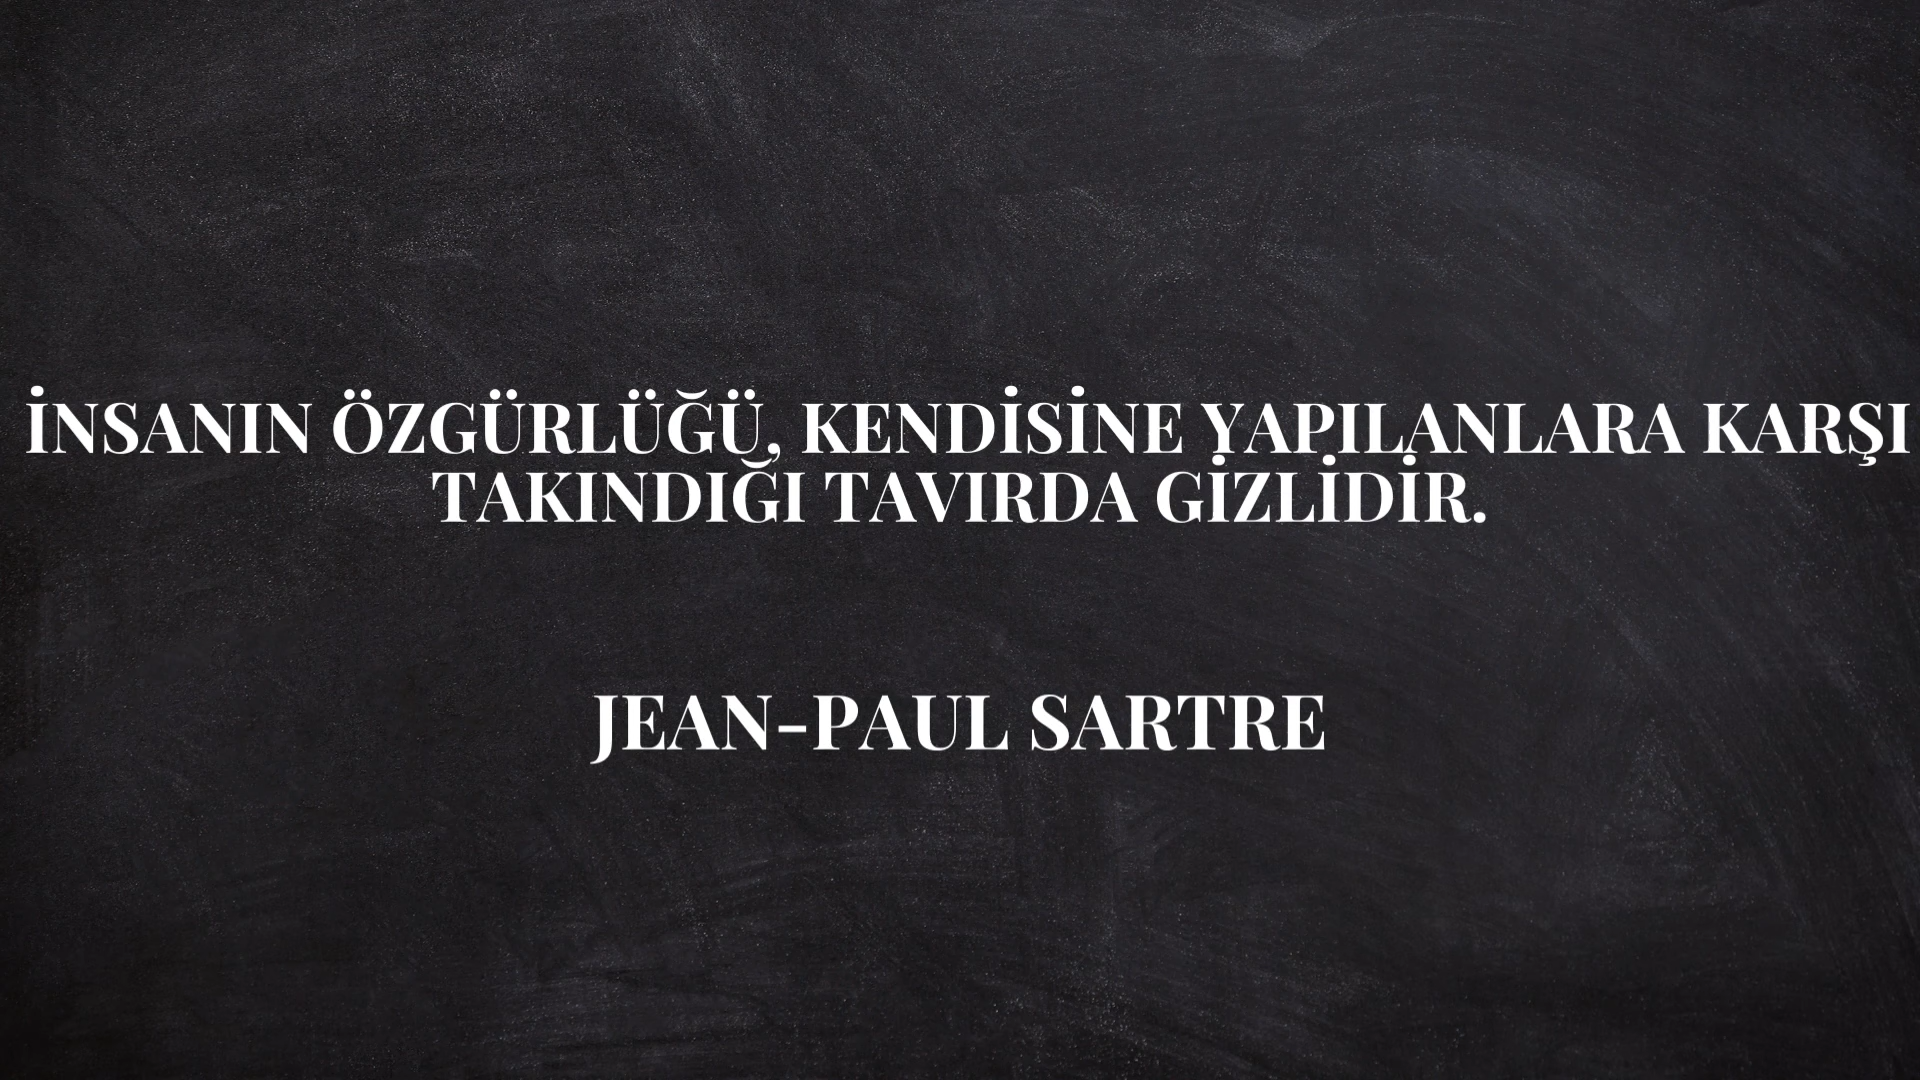 İNSANIN ÖZGÜRLÜĞÜ, KENDİSİNE YAPILANLARA KARŞI
TAKINDIĞI TAVIRDA GİZLİDİR.
JEAN-PAUL SARTRE